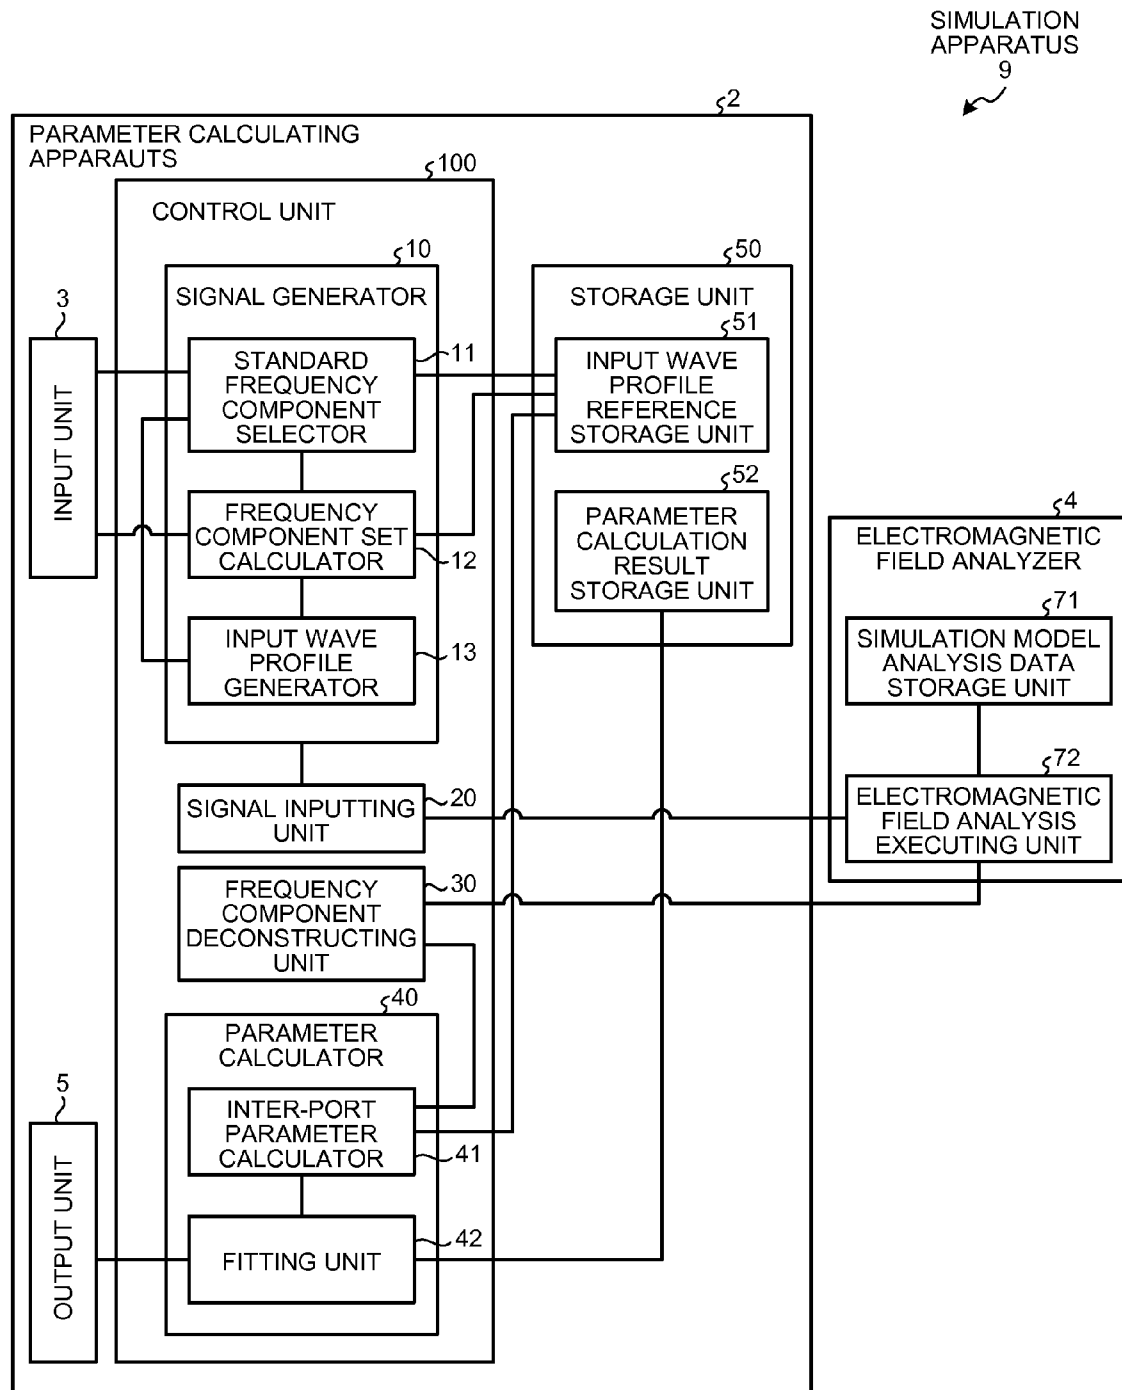 SIMULATION
APPARATUS
9
2
PARAMETER CALCULATING
APPARAUTS
100
CONTROL UNIT
10
SIGNAL GENERATOR
50
STORAGE UNIT
3
INPUT UNIT
11
STANDARD
FREQUENCY
COMPONENT
SELECTOR
51
INPUT WAVE
PROFILE
REFERENCE
STORAGE UNIT
FREQUENCY
COMPONENT SET
CALCULATOR
12
52
PARAMETER
CALCULATION
RESULT
STORAGE UNIT
4
ELECTROMAGNETIC
FIELD ANALYZER
INPUT WAVE
PROFILE
GENERATOR
13
71
SIMULATION MODEL
ANALYSIS DATA
STORAGE UNIT
SIGNAL INPUTTING
UNIT
20
72
ELECTROMAGNETIC
FIELD ANALYSIS
EXECUTING UNIT
FREQUENCY
COMPONENT
DECONSTRUCTING
UNIT
30
40
PARAMETER
CALCULATOR
5
OUTPUT UNIT
INTER-PORT
PARAMETER
CALCULATOR
41
FITTING UNIT
42